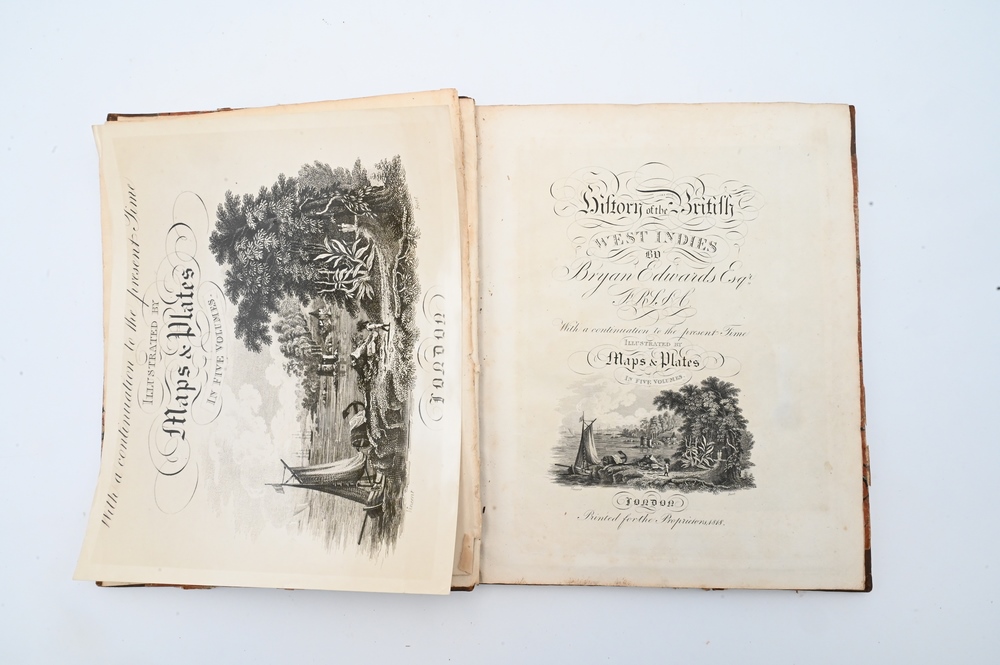 With a continuation to the present Time
ILLUSTRATED BY
Maps & Plates
IN FIVE VOLUMES.
LONDON
History of the British
WEST INDIES
BY
Bryan Edwards Esqr.
F.R.S. S.A.
With a continuation to the present Time
ILLUSTRATED BY
Maps & Plates
IN FIVE VOLUMES
LONDON
Printed for the Proprietors, 1818.